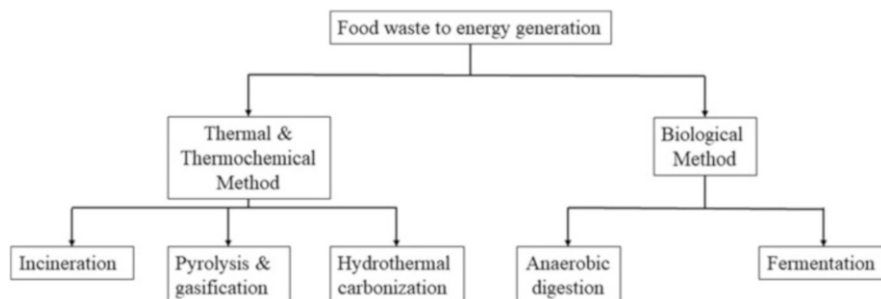 Food waste to energy generation
Thermal &
Thermochemical
Method
Biological
Method
Incineration
Pyrolysis &
gasification
Hydrothermal
carbonization
Anaerobic
digestion
Fermentation